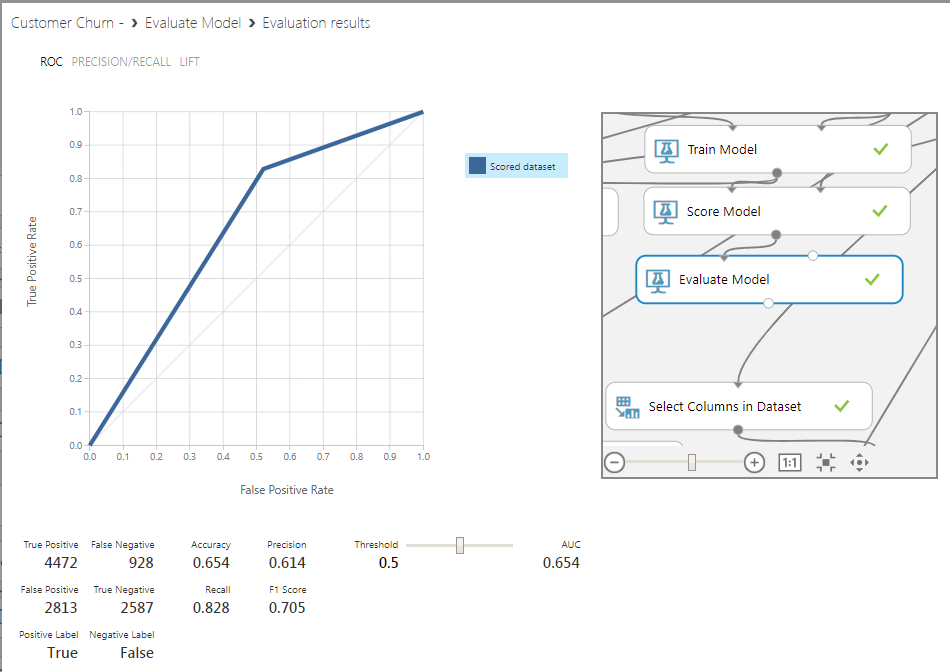 Customer Churn - › Evaluate Model › Evaluation results
ROC PRECISION/RECALL LIFT
1.0
0.9
0.8
0.7
0.6
0.5
0.4
0.3
0.2
0.1
0.0
True Positive Rate
0.0 0.1 0.2 0.3 0.4 0.5 0.6 0.7 0.8 0.9 1.0
False Positive Rate
Scored dataset
Train Model
Score Model
Evaluate Model
Select Columns in Dataset
1:1
True Positive False Negative Accuracy Precision Threshold AUC
4472 928 0.654 0.614 0.5 0.654
False Positive True Negative Recall F1 Score
2813 2587 0.828 0.705
Positive Label Negative Label
True False